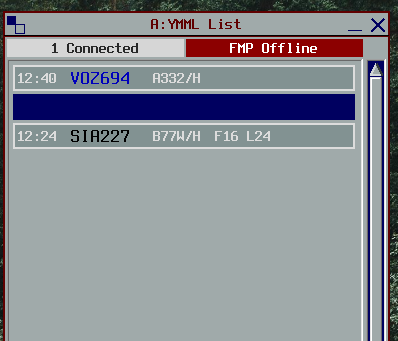 A:YMML List
1 Connected FMP Offline
12:40 VOZ694 A332/H
12:24 SIA227 B77W/H F16 L24